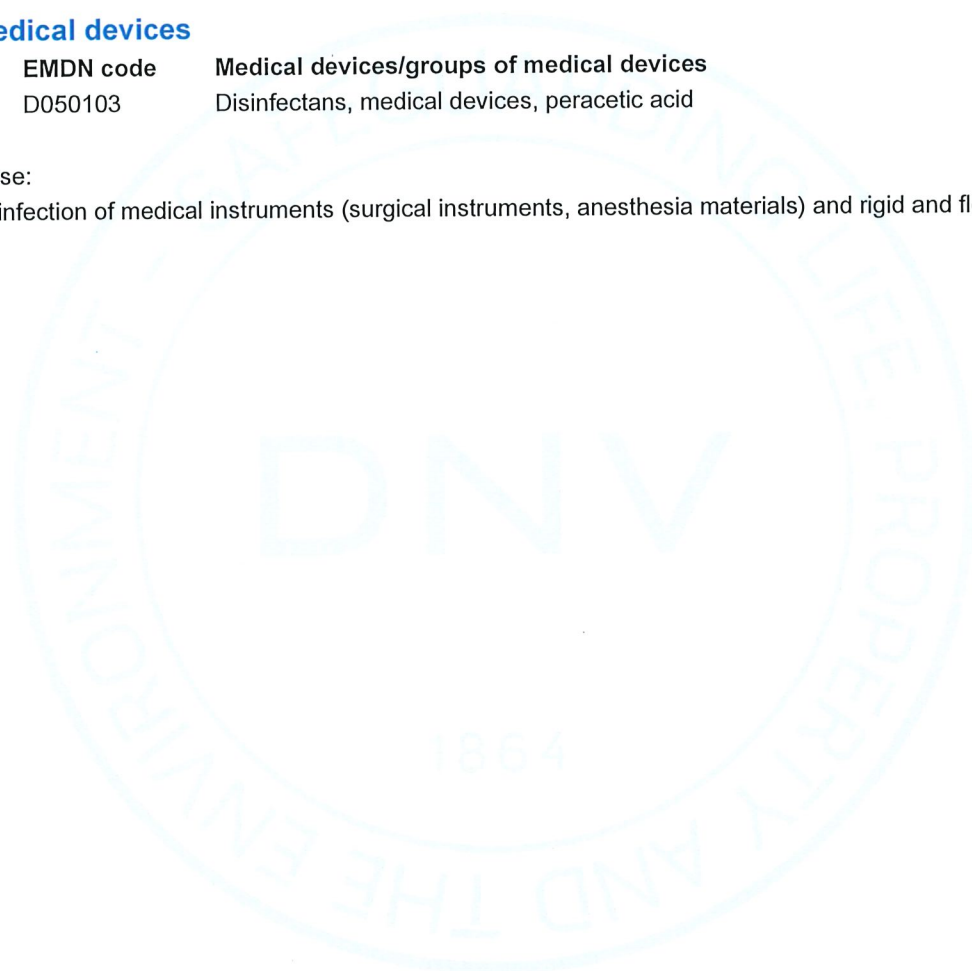 edical devices
EMDN code Medical devices/groups of medical devices
D050103 Disinfectans, medical devices, peracetic acid
se:
infection of medical instruments (surgical instruments, anesthesia materials) and rigid and fl
SAFEGUARDING LIFE, PROPERTY AND THE ENVIRONMENT -
DNV
1864